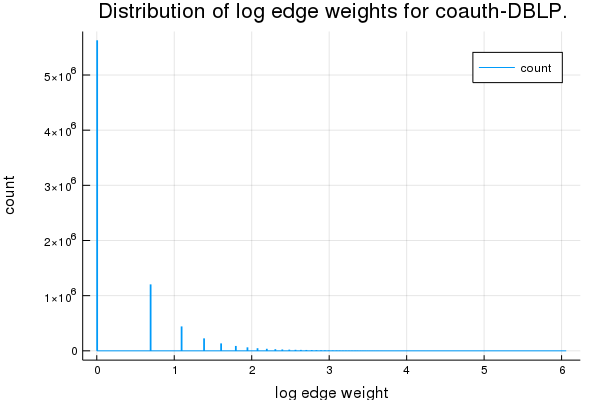 Distribution of log edge weights for coauth-DBLP.
count
5×10⁶
4×10⁶
3×10⁶
2×10⁶
1×10⁶
0
count
0 1 2 3 4 5 6
log edge weight